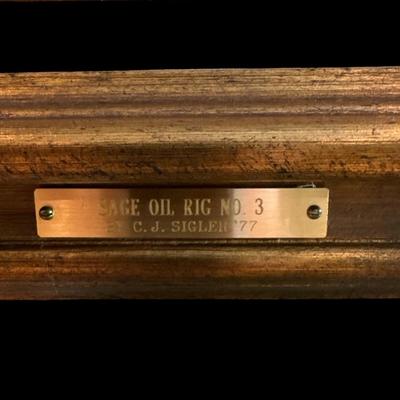 SAGE OIL RIG NO. 3
BY C.J. SIGLER '77